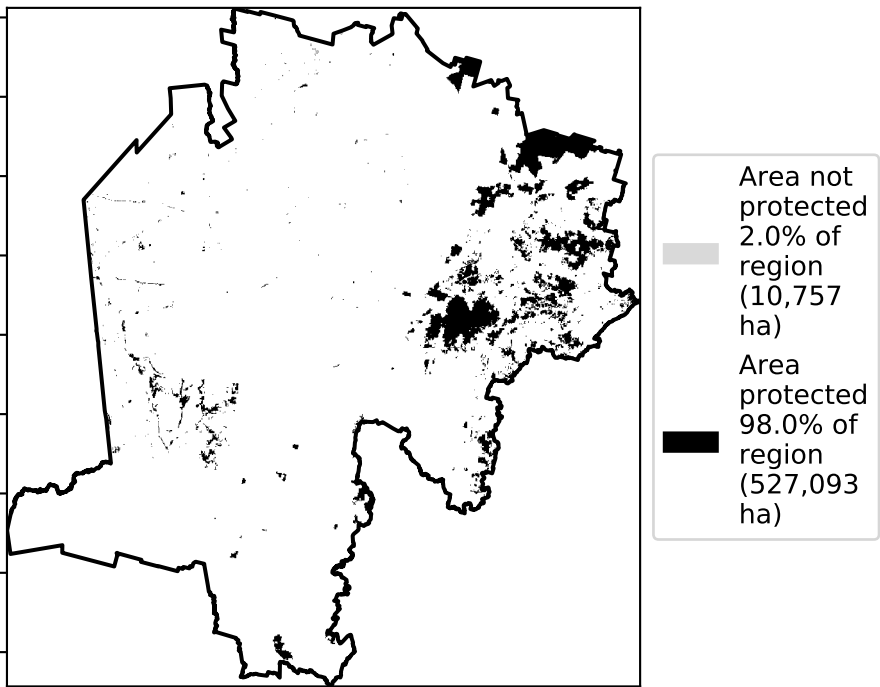 Area not
protected
2.0% of
region
(10,757
ha)
Area
protected
98.0% of
region
(527,093
ha)